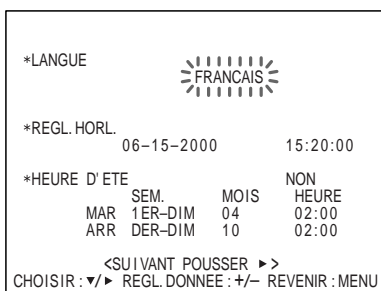 *LANGUE
FRANCAIS
*REGL. HORL.
06–15–2000 15:20:00
*HEURE D'ETE NON
SEM. MOIS HEURE
MAR 1ER–DIM 04 02:00
ARR DER–DIM 10 02:00
<SUIVANT POUSSER ►>
CHOISIR : ▼/► REGL. DONNEE : +/– REVENIR : MENU